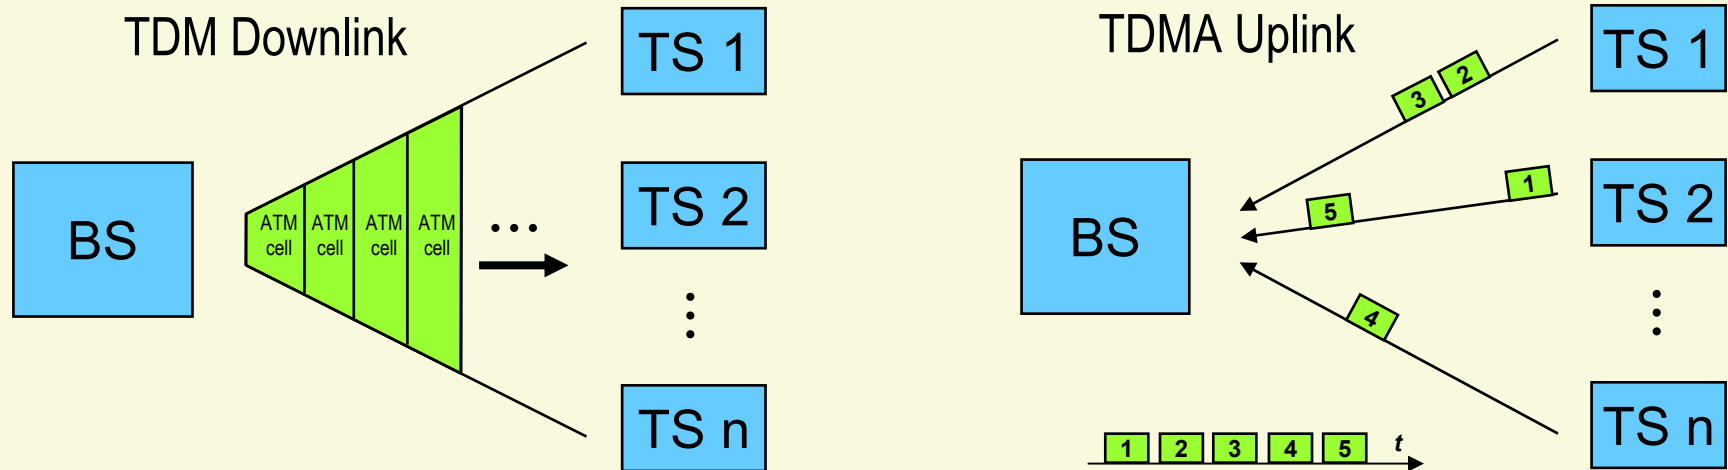 TDM Downlink
BS
ATM
cell
ATM
cell
ATM
cell
ATM
cell
...
TS 1
TS 2
TS n
TDMA Uplink
BS
3 2
5 1
4
TS 1
TS 2
TS n
1 2 3 4 5 t